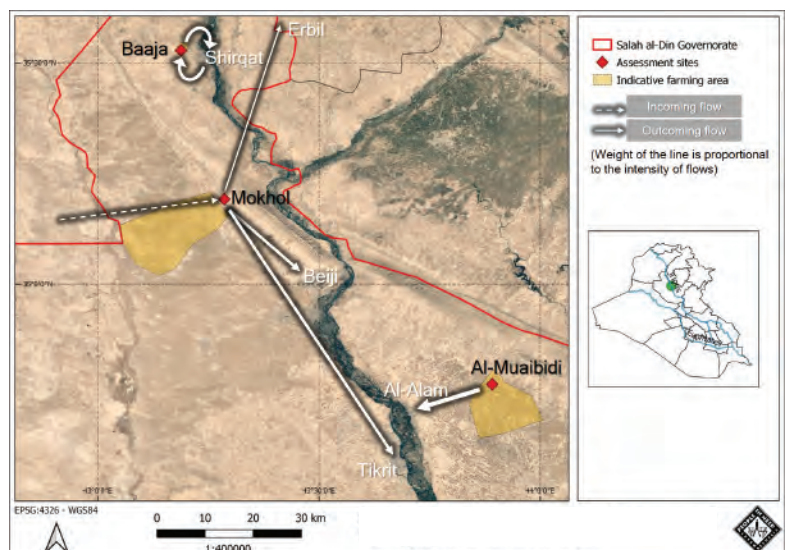 Erbil
Baaja
Shirqat
Mokhol
Beiji
Al-Muaibidi
Al-Alam
Tikrit
EPSG:4326 - WGS84
0 10 20 30 km
1:400000
Salah al-Din Governorate
Assessment sites
Indicative farming area
Incoming flow
Outcoming flow
(Weight of the line is proportional
to the intensity of flows)